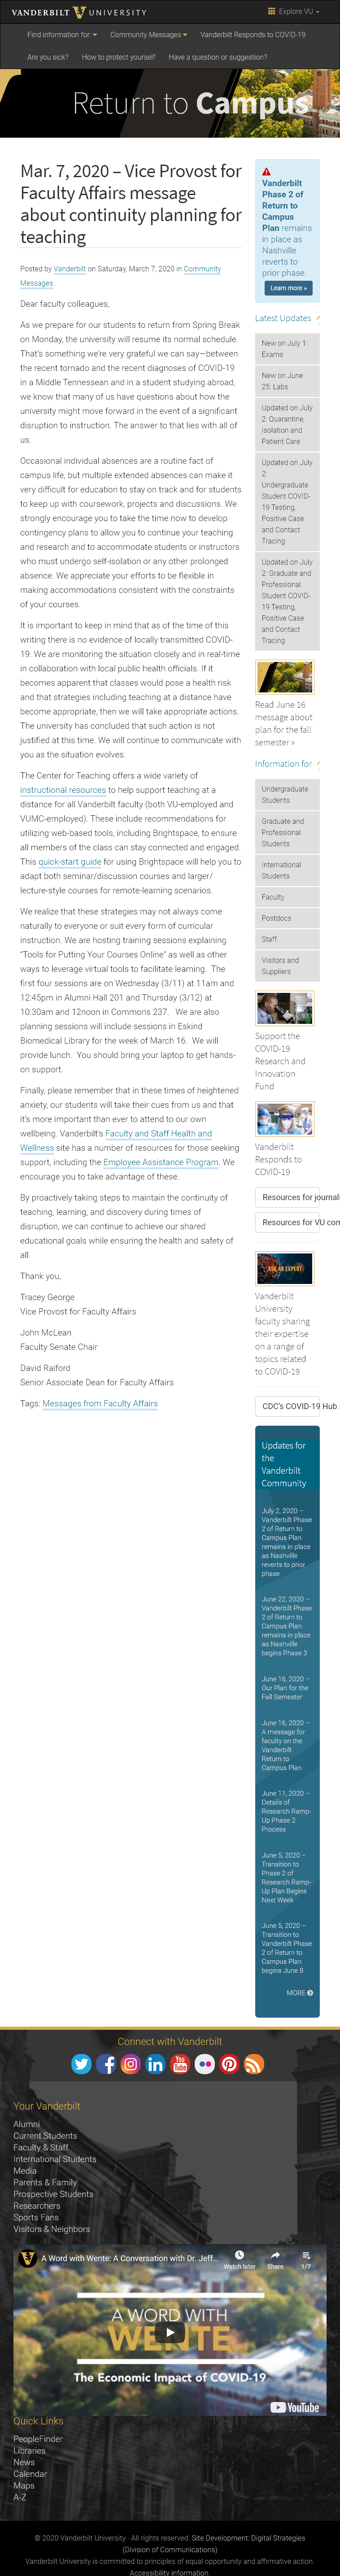 VANDERBILT UNIVERSITY
Explore VU
Find information for:
Community Messages
Vanderbilt Responds to COVID-19
Are you sick?
How to protect yourself
Have a question or suggestion?
Return to Campus
Mar. 7, 2020 – Vice Provost for
Faculty Affairs message
about continuity planning for
teaching
Posted by Vanderbilt on Saturday, March 7, 2020 in Community
Messages.
Dear faculty colleagues,
As we prepare for our students to return from Spring Break
on Monday, the university will resume its normal schedule.
That’s something that we’re very grateful we can say—between
the recent tornado and the recent diagnoses of COVID-19
in a Middle Tennessean and in a studying abroad student,
we know that many of our students and others about the
university might have worried in the event of a significant
disruption to instruction. The answer to that lies with all of
us.
Occasional individual absences are a routine fact of
campus life, but multiple extended absences can make it
very difficult for education to stay on track and for students
to keep up with coursework, projects and discussions. We
strongly encourage you to take the time now to develop
contingency plans to allow you to continue both teaching
and research and to accommodate students or instructors
who must undergo self-isolation or any other prolonged
absence. We appreciate your efforts to be flexible in
making accommodations and considering the continuity
of your courses.
It is important to keep in mind that as of the time of this
writing there is no evidence of locally transmitted COVID-
19. We are monitoring the situation closely and in real-time
in collaboration with local public health officials. If it
becomes apparent that classes would pose a health risk
and that strategies including teaching at a distance have
become appropriate, then we will take appropriate actions.
The university has concluded that such action is not
justified at this time. We will continue to communicate with
you as the situation evolves.
The Center for Teaching offers a wide variety of
instructional resources to help support teaching at a
distance for all Vanderbilt faculty (both VU-employed and
VUMC-employed). These include recommendations for
utilizing web-based tools, including Brightspace, to ensure
all members of the class can stay connected and engaged.
This quick-start guide for using Brightspace will help you to
adapt both seminar/discussion courses and larger/
lecture-style courses for remote-learning scenarios.
We realize that these strategies may not always come
naturally to everyone or suit every form of curricular
instruction. We are hosting training sessions explaining
“Tools for Putting Your Courses Online” as well as other
ways to leverage virtual tools to facilitate learning.  The
first four sessions are on Wednesday (3/11) at 11am and
12:45pm in Alumni Hall 201 and Thursday (3/12) at
10:30am and 12noon in Commons 237.   We are also
planning sessions will include sessions in Eskind
Biomedical Library for the week of March 16.   We will
provide lunch.   You should bring your laptop to get hands-
on support.
Finally, please remember that in these times of heightened
anxiety, our students will take their cues from us and that
it’s more important than ever to attend to our own
wellbeing. Vanderbilt’s Faculty and Staff Health and
Wellness site has a number of resources for those seeking
support, including the Employee Assistance Program. We
encourage you to take advantage of these.
By proactively taking steps to maintain the continuity of
teaching, learning, and discovery, even in times of
disruption, we can continue to achieve our shared
educational goals while ensuring the health and safety of
all.
Thank you,
Tracey George
Vice Provost for Faculty Affairs
John McLean
Faculty Senate Chair
David Raiford
Senior Associate Dean for Faculty Affairs
Tags: Messages from Faculty Affairs
Vanderbilt
Phase 2 of
Return to
Campus
Plan remains
in place as
Nashville
reverts to
prior phase.
Learn more »
Latest Updates
New on July 1:
Exams
New on June
25: Labs
Updated on July
2: Quarantine,
Isolation and
Patient Care
Updated on July
2:
Undergraduate
Student COVID-
19 Testing,
Positive Case
and Contact
Tracing
Updated on July
2: Graduate and
Professional
Student COVID-
19 Testing,
Positive Case
and Contact
Tracing
Read June 16
message about
plan for the fall
semester »
Information for
Undergraduate
Students
Graduate and
Professional
Students
International
Students
Faculty
Postdocs
Staff
Visitors and
Suppliers
Support the
COVID-19
Research and
Innovation
Fund
Vanderbilt
Responds to
COVID-19
Resources for journali
Resources for VU com
ASK AN EXPERT
Vanderbilt
University
faculty sharing
their expertise
on a range of
topics related
to COVID-19
CDC's COVID-19 Hub
Updates for
the
Vanderbilt
Community
July 2, 2020 –
Vanderbilt Phase
2 of Return to
Campus Plan
remains in place
as Nashville
reverts to prior
phase
June 22, 2020 –
Vanderbilt Phase
2 of Return to
Campus Plan
remains in place
as Nashville
begins Phase 3
June 16, 2020 –
Our Plan for the
Fall Semester
June 16, 2020 –
A message for
faculty on the
Vanderbilt
Return to
Campus Plan
June 11, 2020 –
Details of
Research Ramp-
Up Phase 2
Process
June 5, 2020 –
Transition to
Phase 2 of
Research Ramp-
Up Plan Begins
Next Week
June 5, 2020 –
Transition to
Vanderbilt Phase
2 of Return to
Campus Plan
begins June 8
MORE
Connect with Vanderbilt
Your Vanderbilt
Alumni
Current Students
Faculty & Staff
International Students
Media
Parents & Family
Prospective Students
Researchers
Sports Fans
Visitors & Neighbors
A Word with Wente: A Conversation with Dr. Jeff...
Watch later
Share
1/7
A WORD WITH
WENTE
The Economic Impact of COVID-19
YouTube
Quick Links
PeopleFinder
Libraries
News
Calendar
Maps
A-Z
© 2020 Vanderbilt University · All rights reserved. Site Development: Digital Strategies
(Division of Communications)
Vanderbilt University is committed to principles of equal opportunity and affirmative action.
Accessibility information.